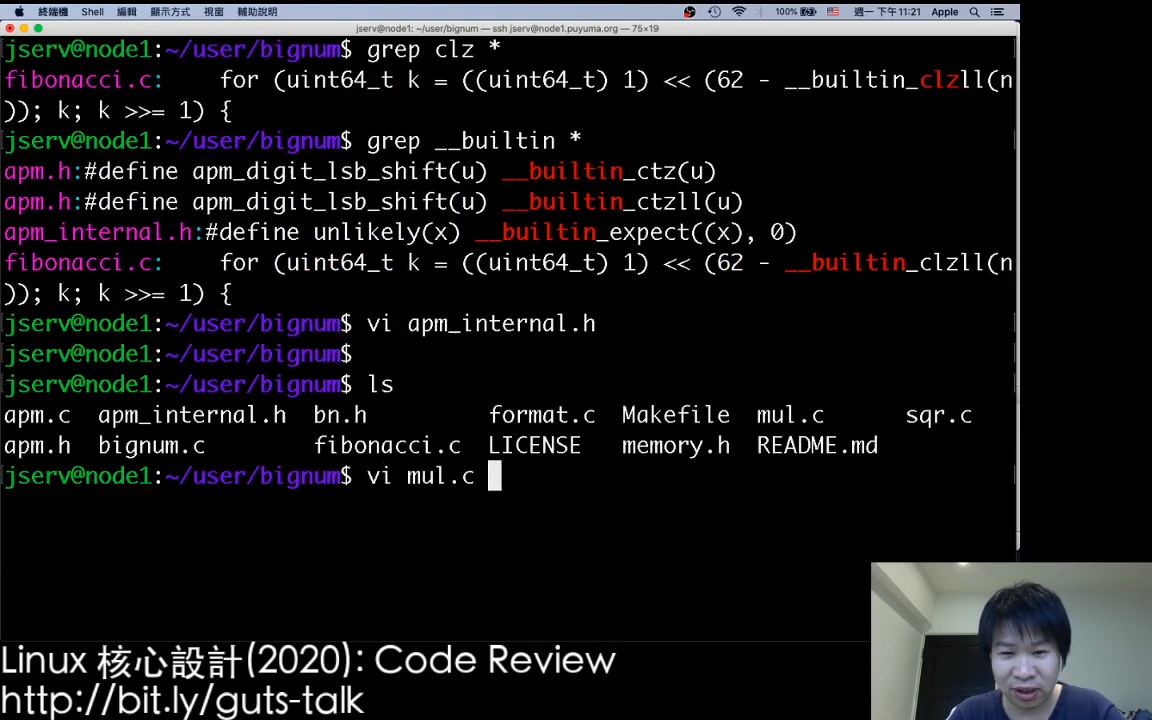 終端機 Shell 編輯 顯示方式 視窗 輔助說明 100% 週一 下午11:21 Apple
jserv@node1: ~/user/bignum — ssh jserv@node1.puyuma.org — 75×19
jserv@node1:~/user/bignum$ grep clz *
fibonacci.c:    for (uint64_t k = ((uint64_t) 1) << (62 - __builtin_clzll(n
)); k; k >>= 1) {
jserv@node1:~/user/bignum$ grep __builtin *
apm.h:#define apm_digit_lsb_shift(u) __builtin_ctz(u)
apm.h:#define apm_digit_lsb_shift(u) __builtin_ctzll(u)
apm_internal.h:#define unlikely(x) __builtin_expect((x), 0)
fibonacci.c:    for (uint64_t k = ((uint64_t) 1) << (62 - __builtin_clzll(n
)); k; k >>= 1) {
jserv@node1:~/user/bignum$ vi apm_internal.h
jserv@node1:~/user/bignum$
jserv@node1:~/user/bignum$ ls
apm.c  apm_internal.h  bn.h         format.c  Makefile  mul.c      sqr.c
apm.h  bignum.c        fibonacci.c  LICENSE   memory.h  README.md
jserv@node1:~/user/bignum$ vi mul.c
Linux 核心設計(2020): Code Review
http://bit.ly/guts-talk